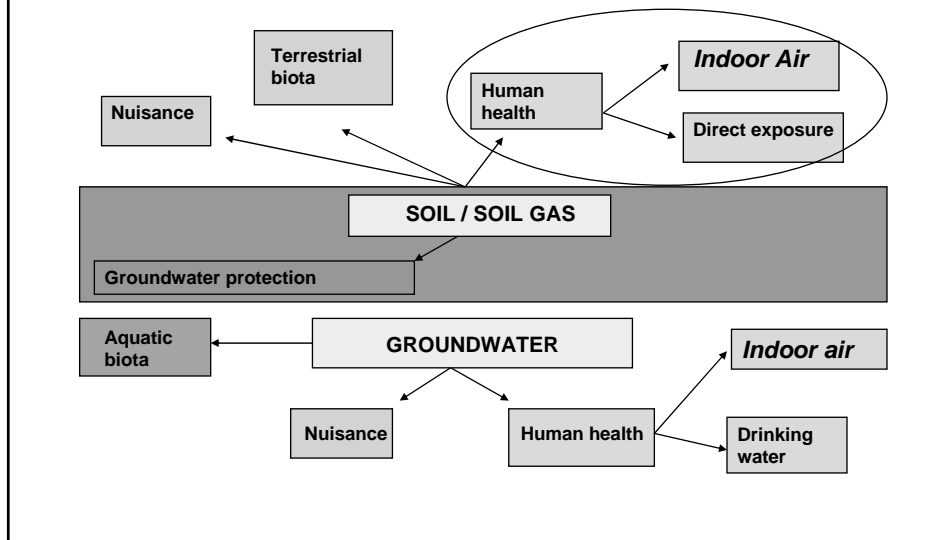 Terrestrial
biota
Indoor Air
Human
health
Nuisance
Direct exposure
SOIL / SOIL GAS
Groundwater protection
Aquatic
biota
GROUNDWATER
Indoor air
Nuisance
Human health
Drinking
water